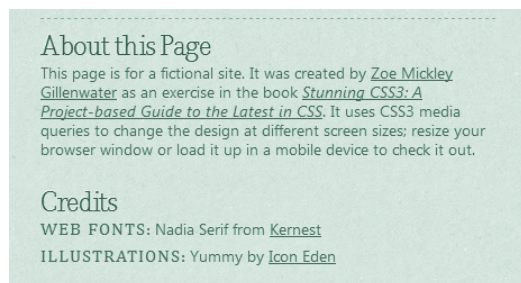 About this Page
This page is for a fictional site. It was created by Zoe Mickley
Gillenwater as an exercise in the book Stunning CSS3: A
Project-based Guide to the Latest in CSS. It uses CSS3 media
queries to change the design at different screen sizes; resize your
browser window or load it up in a mobile device to check it out.
Credits
WEB FONTS: Nadia Serif from Kernest
ILLUSTRATIONS: Yummy by Icon Eden